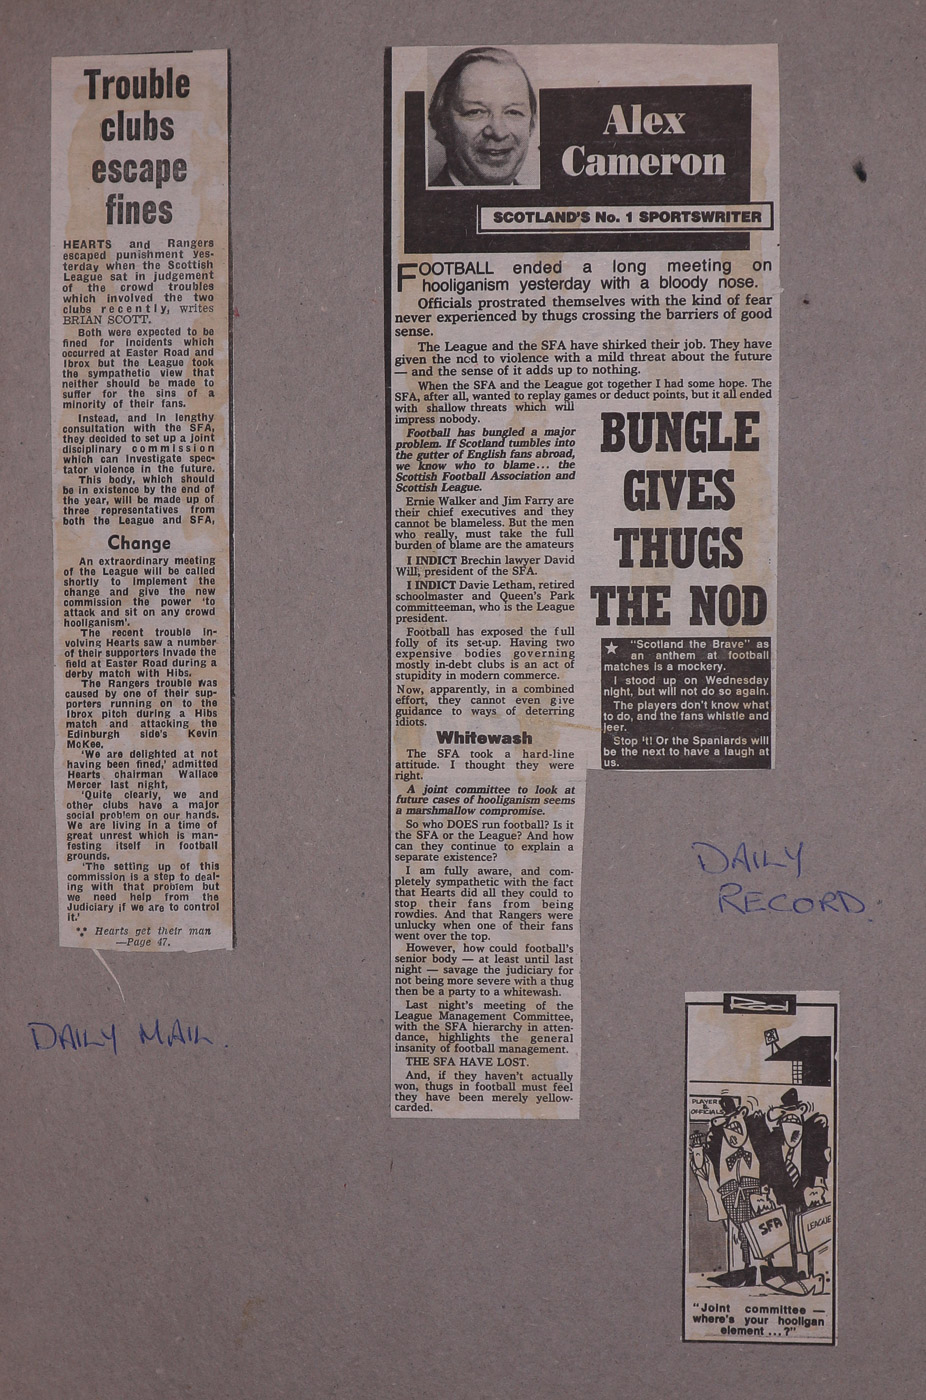 Trouble
clubs
escape
fines
HEARTS and Rangers
escaped punishment yes-
terday when the Scottish
League sat in judgement
of the crowd troubles
which involved the two
clubs recently, writes
BRIAN SCOTT.
Both were expected to be
fined for incidents which
occurred at Easter Road and
Ibrox but the League took
the sympathetic view that
neither should be made to
suffer for the sins of a
minority of their fans.
Instead, and in lengthy
consultation with the SFA,
they decided to set up a joint
disciplinary commission
which can investigate spec-
tator violence in the future.
This body, which should
be in existence by the end of
the year, will be made up of
three representatives from
both the League and SFA,
Change
An extraordinary meeting
of the League will be called
shortly to implement the
change and give the new
commission the power 'to
attack and sit on any crowd
hooliganism'.
The recent trouble in-
volving Hearts saw a number
of their supporters invade the
field at Easter Road during a
derby match with Hibs.
The Rangers trouble was
caused by one of their sup-
porters running on to the
Ibrox pitch during a Hibs
match and attacking the
Edinburgh side's Kevin
McKee.
'We are delighted at not
having been fined,' admitted
Hearts chairman Wallace
Mercer last night,
'Quite clearly, we and
other clubs have a major
social problem on our hands.
We are living in a time of
great unrest which is man-
festing itself in football
grounds.
'The setting up of this
commission is a step to deal-
ing with that problem but
we need help from the
Judiciary if we are to control
it.'
Hearts get their man
—Page 47.
DAILY MAIL.
Alex
Cameron
SCOTLAND'S No. 1 SPORTSWRITER
FOOTBALL ended a long meeting on
hooliganism yesterday with a bloody nose.
Officials prostrated themselves with the kind of fear
never experienced by thugs crossing the barriers of good
sense.
The League and the SFA have shirked their job. They have
given the nod to violence with a mild threat about the future
— and the sense of it adds up to nothing.
When the SFA and the League got together I had some hope. The
SFA, after all, wanted to replay games or deduct points, but it all ended
with shallow threats which will
impress nobody.
Football has bungled a major
problem. If Scotland tumbles into
the gutter of English fans abroad,
we know who to blame... the
Scottish Football Association and
Scottish League.
Ernie Walker and Jim Farry are
their chief executives and they
cannot be blameless. But the men
who really, must take the full
burden of blame are the amateurs
I INDICT Brechin lawyer David
Will, president of the SFA.
I INDICT Davie Letham, retired
schoolmaster and Queen's Park
committeeman, who is the League
president.
Football has exposed the full
folly of its set-up. Having two
expensive bodies governing
mostly in-debt clubs is an act of
stupidity in modern commerce.
Now, apparently, in a combined
effort, they cannot even give
guidance to ways of deterring
idiots.
Whitewash
The SFA took a hard-line
attitude. I thought they were
right.
A joint committee to look at
future cases of hooliganism seems
a marshmallow compromise.
So who DOES run football? Is it
the SFA or the League? And how
can they continue to explain a
separate existence?
I am fully aware, and com-
pletely sympathetic with the fact
that Hearts did all they could to
stop their fans from being
rowdies. And that Rangers were
unlucky when one of their fans
went over the top.
However, how could football's
senior body — at least until last
night — savage the judiciary for
not being more severe with a thug
then be a party to a whitewash.
Last night's meeting of the
League Management Committee,
with the SFA hierarchy in atten-
dance, highlights the general
insanity of football management.
THE SFA HAVE LOST.
And, if they haven't actually
won, thugs in football must feel
they have been merely yellow-
carded.
BUNGLE
GIVES
THUGS
THE NOD
★ "Scotland the Brave" as
an anthem at football
matches is a mockery.
I stood up on Wednesday
night, but will not do so again.
The players don't know what
to do, and the fans whistle and
jeer.
Stop it! Or the Spaniards will
be the next to have a laugh at
us.
DAILY
RECORD.
Rod
PLAYERS
&
OFFICIALS
SFA
LEAGUE
"Joint committee —
where's your hooligan
element ...?"